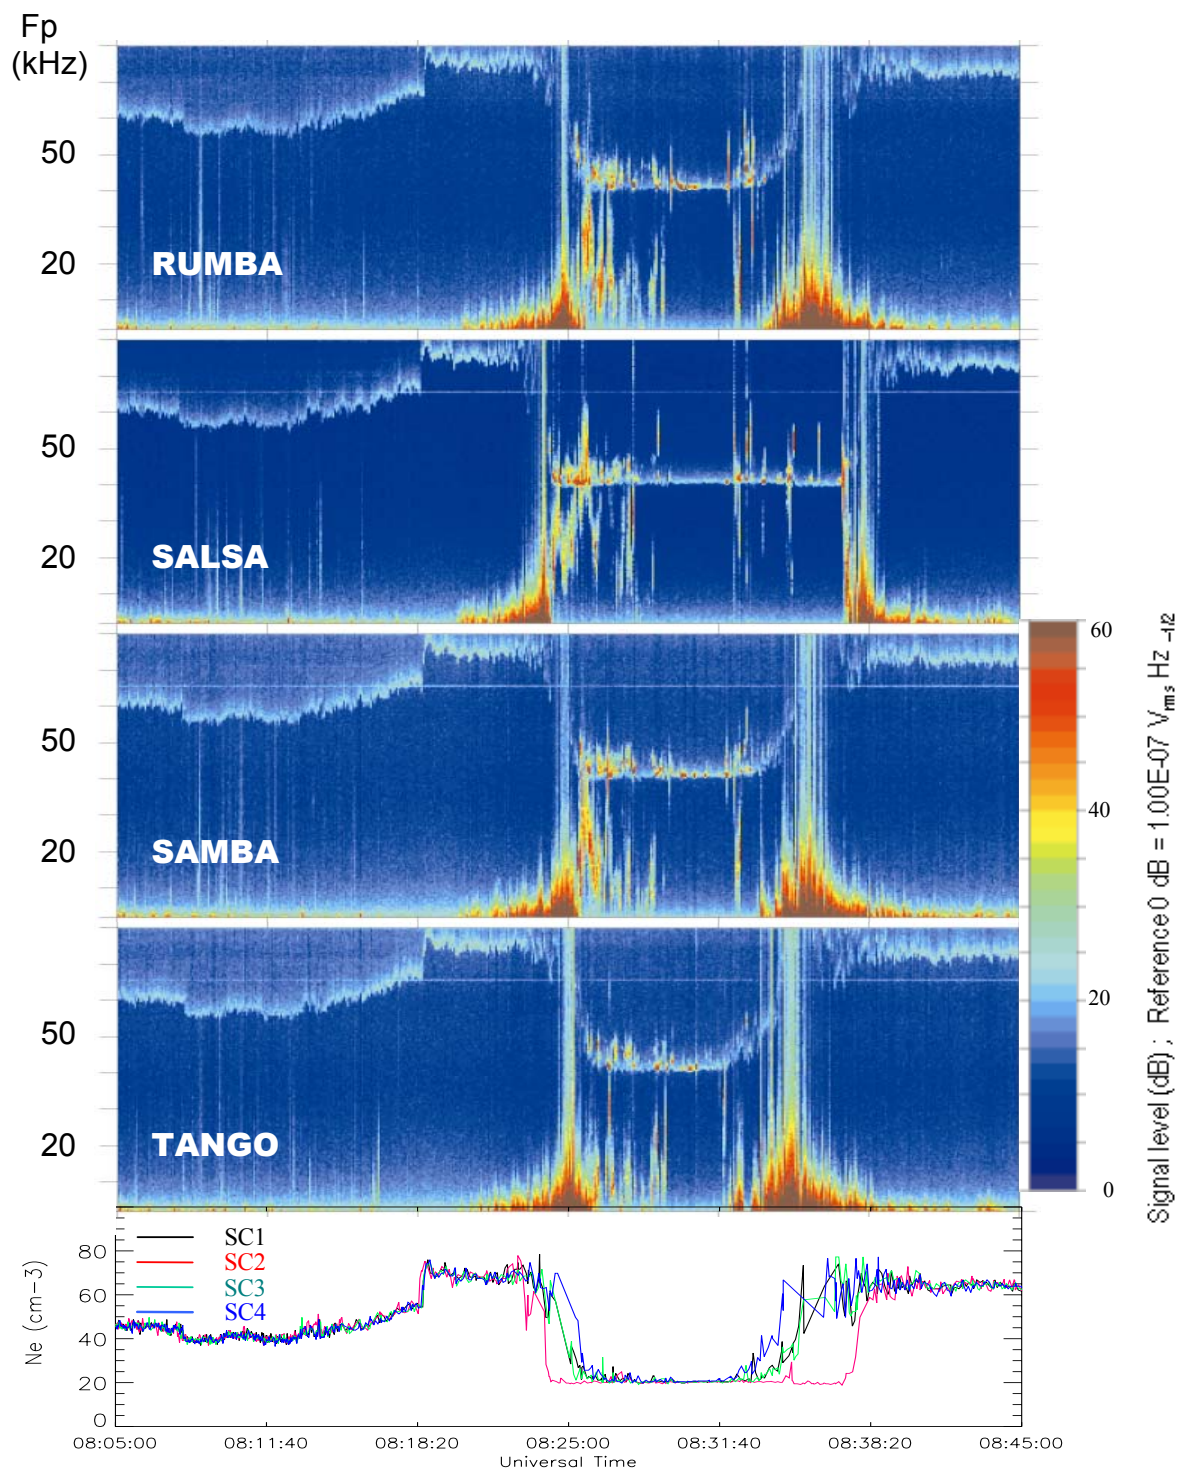 Fp
(kHz)
50
20
RUMBA
50
20
SALSA
50
20
SAMBA
50
20
TANGO
60
40
20
0
Signal level (dB) ; Reference 0 dB = 1.00E-07 Vrms Hz -1/2
SC1
SC2
SC3
SC4
Ne (cm-3)
80
60
40
20
0
08:05:00 08:11:40 08:18:20 08:25:00 08:31:40 08:38:20 08:45:00
Universal Time